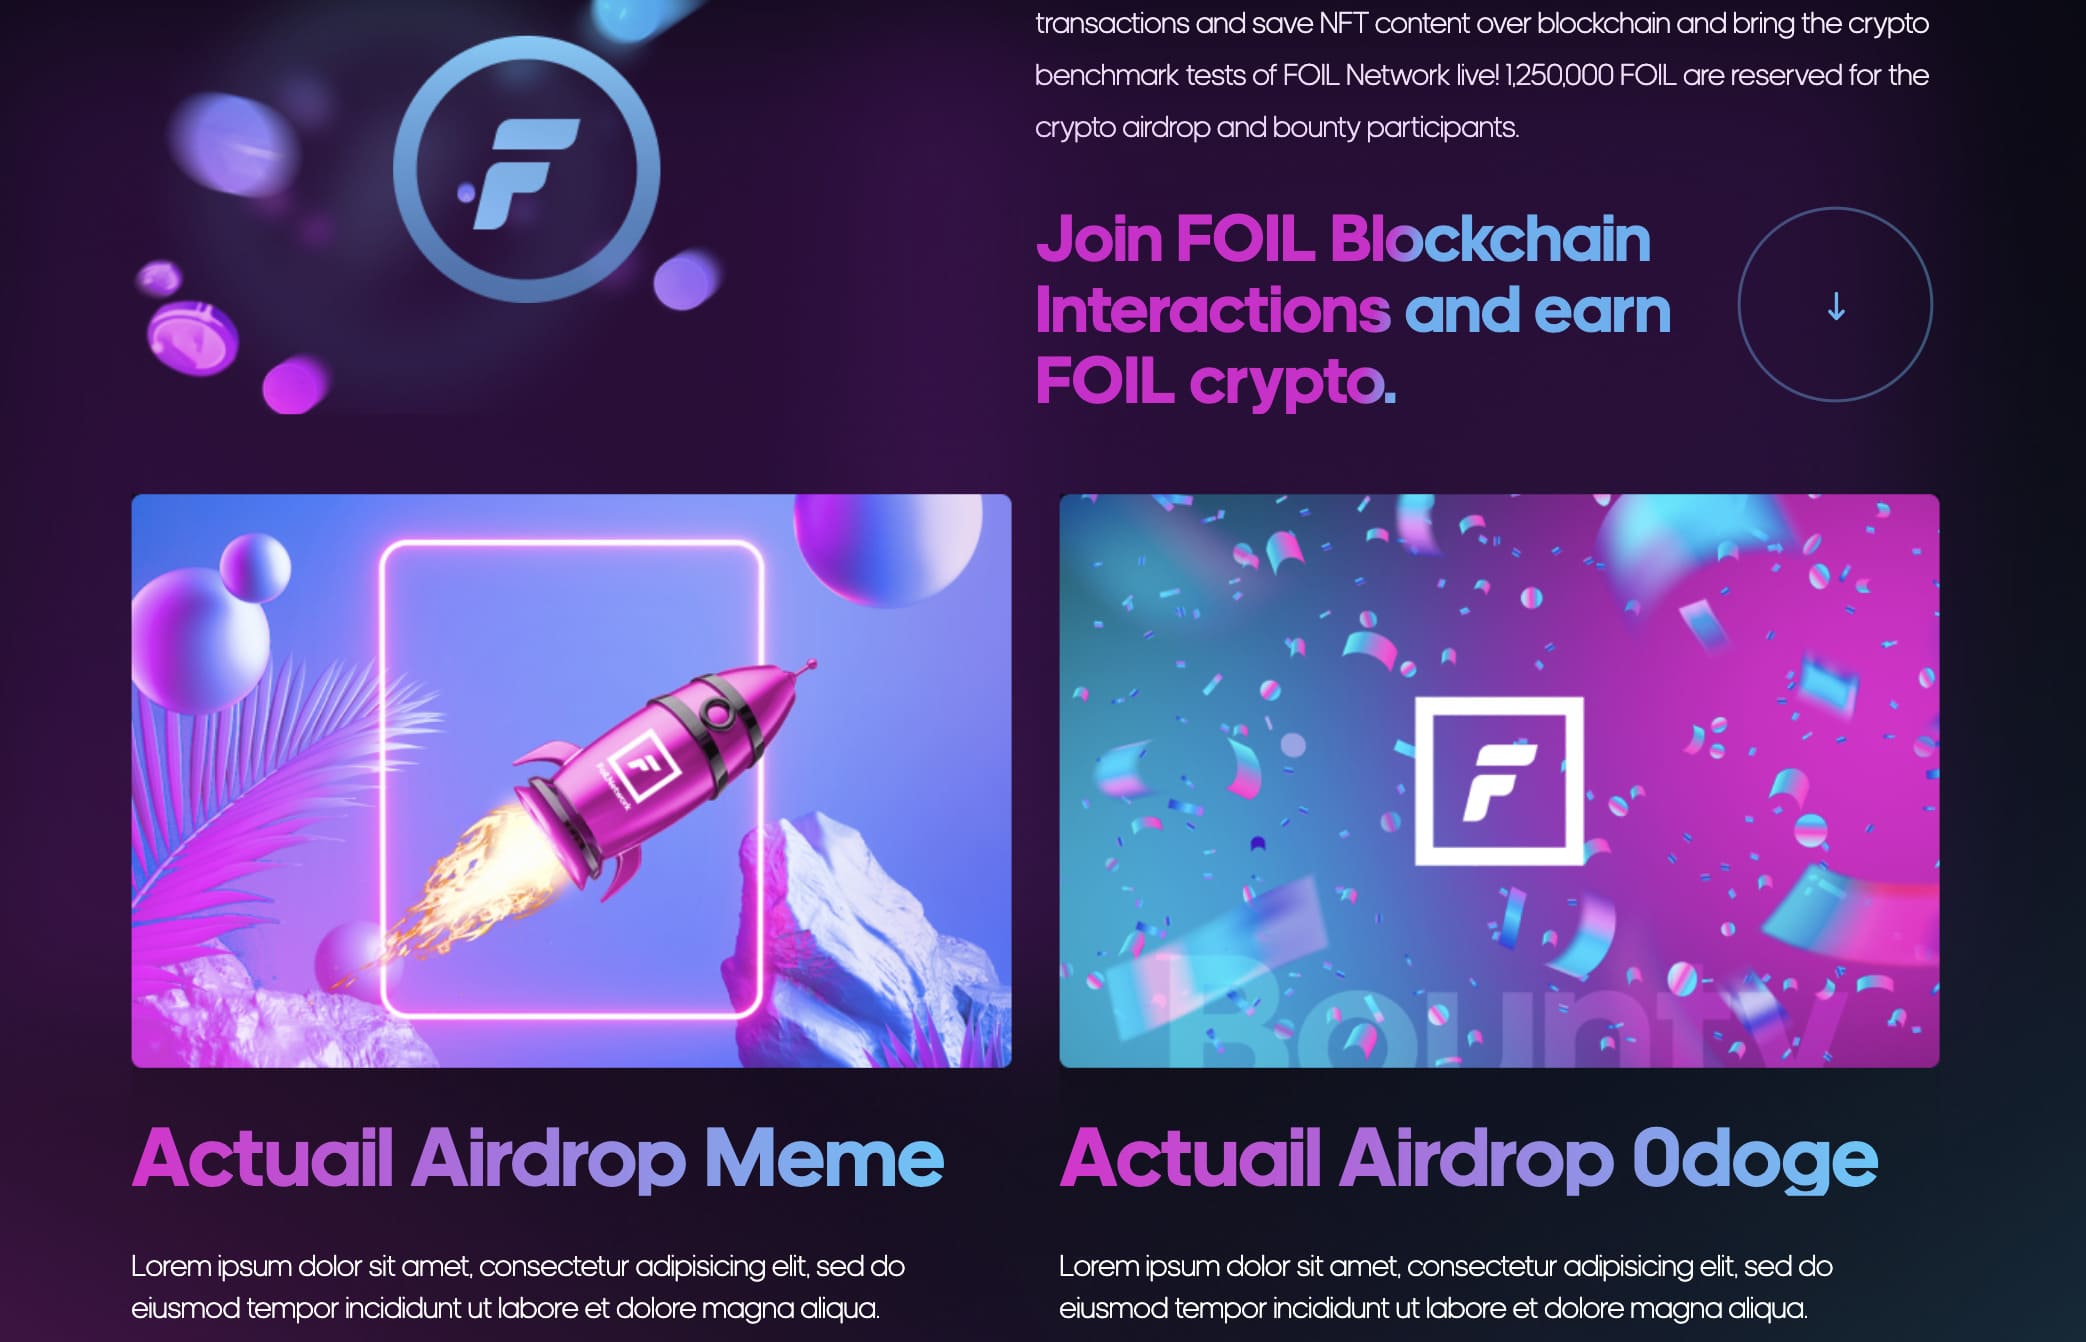 transactions and save NFT content over blockchain and bring the crypto
benchmark tests of FOIL Network live! 1,250,000 FOIL are reserved for the
crypto airdrop and bounty participants.
Join FOIL Blockchain
Interactions and earn
FOIL crypto.
FoilNetwork
Bounty
Actuail Airdrop Meme
Actuail Airdrop 0doge
Lorem ipsum dolor sit amet, consectetur adipisicing elit, sed do
eiusmod tempor incididunt ut labore et dolore magna aliqua.
Lorem ipsum dolor sit amet, consectetur adipisicing elit, sed do
eiusmod tempor incididunt ut labore et dolore magna aliqua.